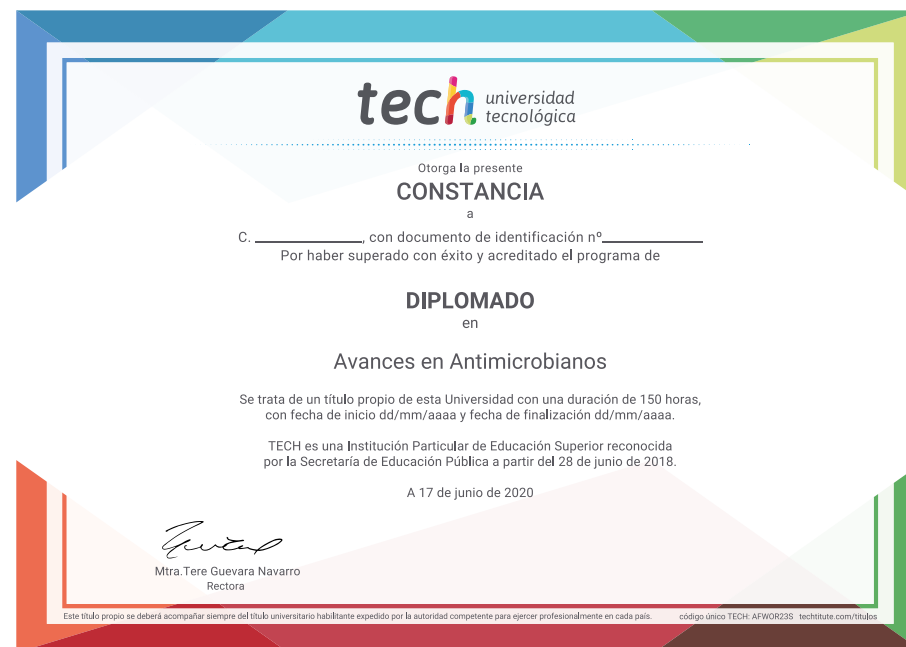 tech universidad
tecnológica
Otorga la presente
CONSTANCIA
a
C. ____________, con documento de identificación nº____________
Por haber superado con éxito y acreditado el programa de
DIPLOMADO
en
Avances en Antimicrobianos
Se trata de un título propio de esta Universidad con una duración de 150 horas,
con fecha de inicio dd/mm/aaaa y fecha de finalización dd/mm/aaaa.
TECH es una Institución Particular de Educación Superior reconocida
por la Secretaría de Educación Pública a partir del 28 de junio de 2018.
A 17 de junio de 2020
Mtra.Tere Guevara Navarro
Rectora
Este título propio se deberá acompañar siempre del título universitario habilitante expedido por la autoridad competente para ejercer profesionalmente en cada país.
código único TECH: AFWOR23S techtitute.com/titulos